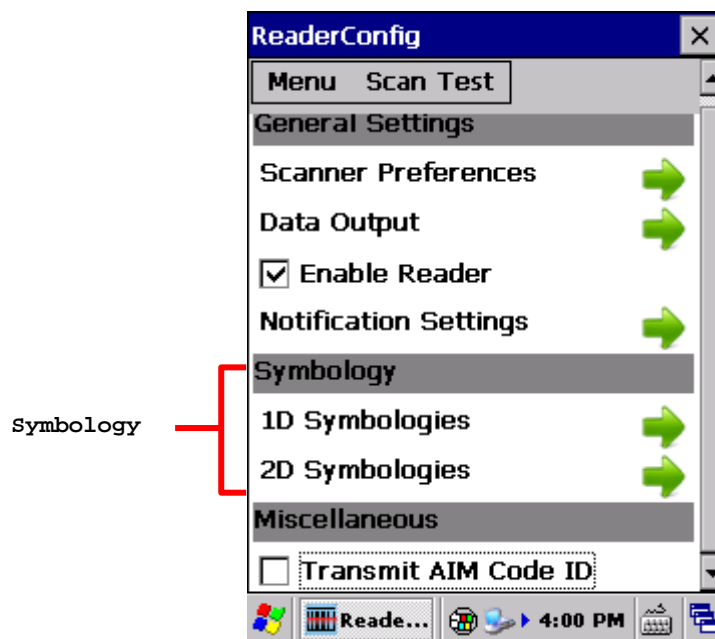 ReaderConfig
Menu Scan Test
General Settings
Scanner Preferences
Data Output
Enable Reader
Notification Settings
Symbology
Symbology
1D Symbologies
2D Symbologies
Miscellaneous
Transmit AIM Code ID
Reade... 4:00 PM